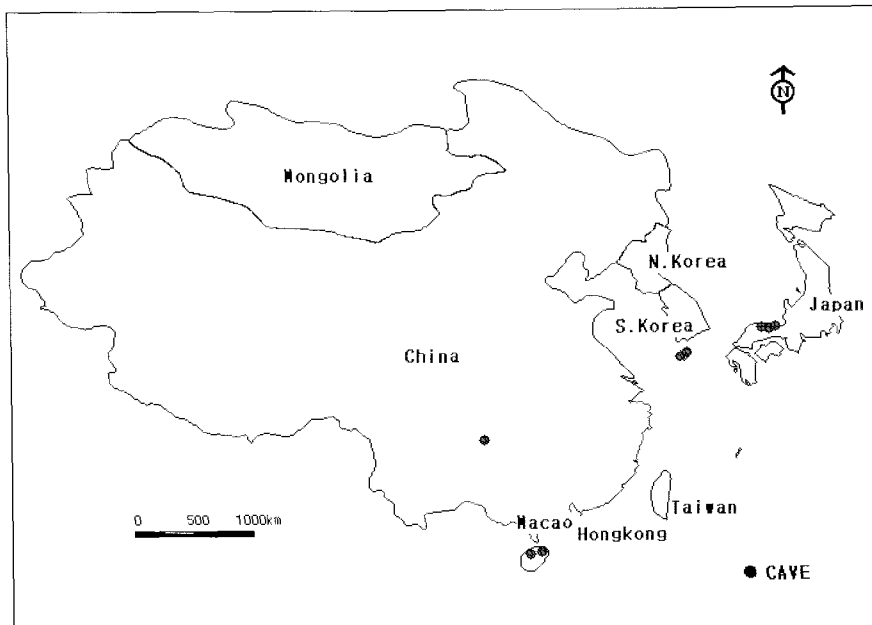 N
Mongolia
N.Korea
Japan
S.Korea
China
Taiwan
0 500 1000km
Macao
Hongkong
CAVE